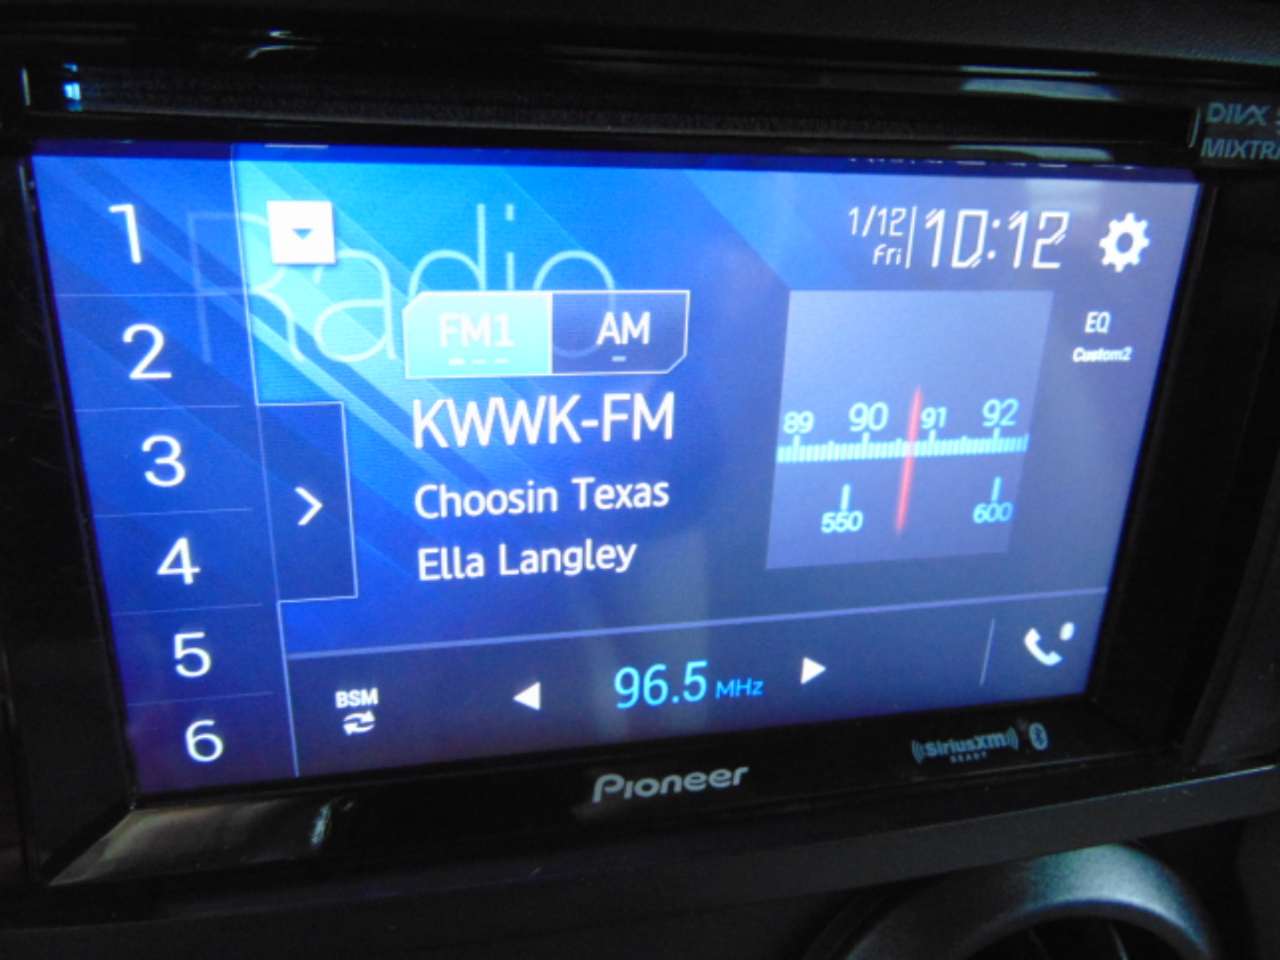 DIVX
MIXTRA
Radio
1/12
Fri
10:12
1
2
3
4
5
6
FM1
AM
EQ
Custom2
KWWK-FM
Choosin Texas
Ella Langley
89 90 91 92
550 600
BSM
96.5 MHz
Pioneer
SiriusXm
READY